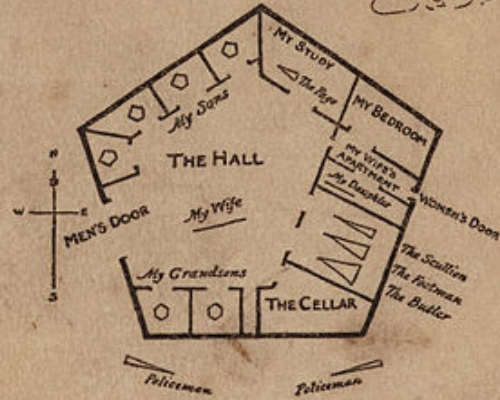 MY STUDY
The Page
MY BEDROOM
My Sons
THE HALL
MY WIFE'S
APARTMENT
My Daughter
WOMEN'S DOOR
N
W E
S
MEN'S DOOR
My Wife
The Scullion
The Footman
The Butler
My Grandsons
THE CELLAR
Policeman
Policeman